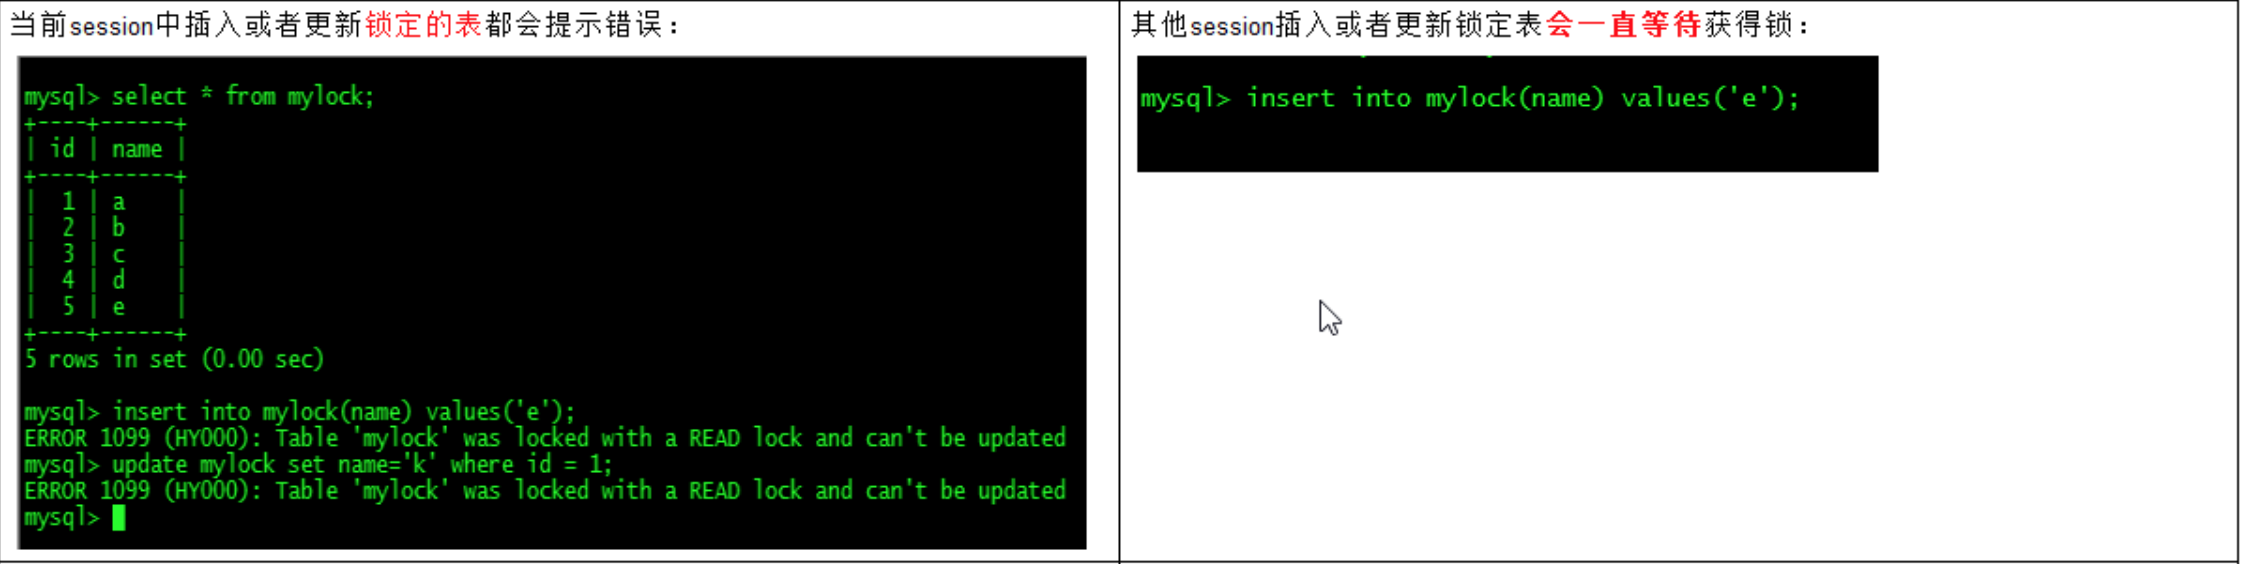 当前session中插入或者更新锁定的表都会提示错误：
mysql> select * from mylock;
+----+------+
| id | name |
+----+------+
|  1 | a    |
|  2 | b    |
|  3 | c    |
|  4 | d    |
|  5 | e    |
+----+------+
5 rows in set (0.00 sec)
mysql> insert into mylock(name) values('e');
ERROR 1099 (HY000): Table 'mylock' was locked with a READ lock and can't be updated
mysql> update mylock set name='k' where id = 1;
ERROR 1099 (HY000): Table 'mylock' was locked with a READ lock and can't be updated
mysql>
其他session插入或者更新锁定表会一直等待获得锁：
mysql> insert into mylock(name) values('e');